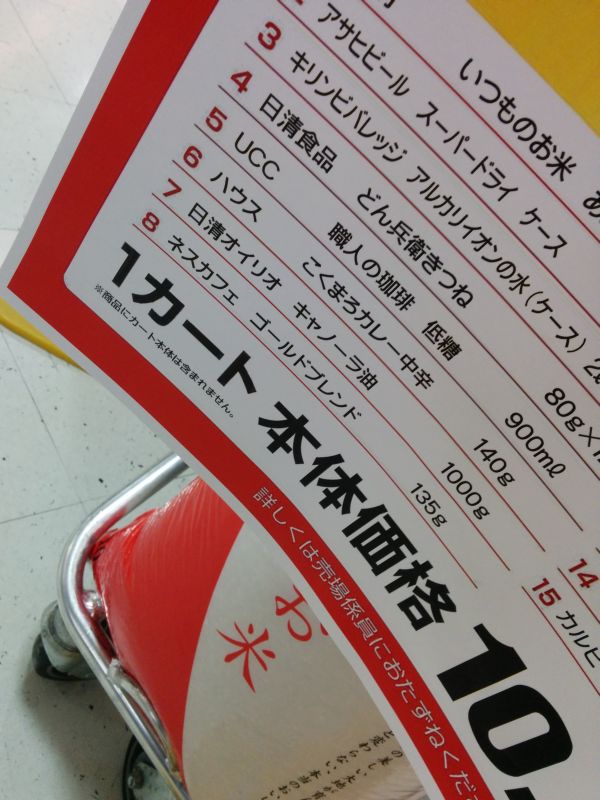 いつものお米
アサヒビール スーパードライ ケース
3 キリンビバレッジ アルカリイオンの水(ケース)
4 日清食品 どん兵衛きつね 80g×
5 UCC 職人の珈琲 低糖 900ml
6 ハウス こくまろカレー中辛 140g
7 日清オイリオ キャノーラ油 1000g
8 ネスカフェ ゴールドブレンド 135g
14
15 カルビ
1カート 本体価格 10,
※商品にカート本体は含まれません。
詳しくは売場係員におたずねくだ
お米